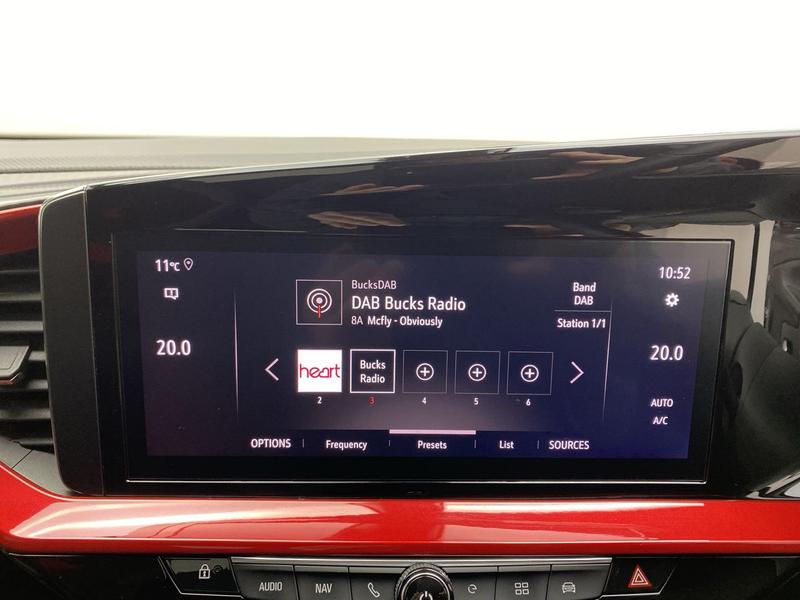 11°C
10:52
BucksDAB
DAB Bucks Radio
8A Mcfly - Obviously
Band
DAB
Station 1/1
20.0
20.0
heart
Bucks
Radio
2
3
4
5
6
AUTO
A/C
OPTIONS
Frequency
Presets
List
SOURCES
AUDIO
NAV